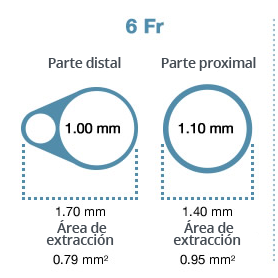 6 Fr
Parte distal
Parte proximal
1.00 mm
1.10 mm
1.70 mm
Área de
extracción
0.79 mm²
1.40 mm
Área de
extracción
0.95 mm²